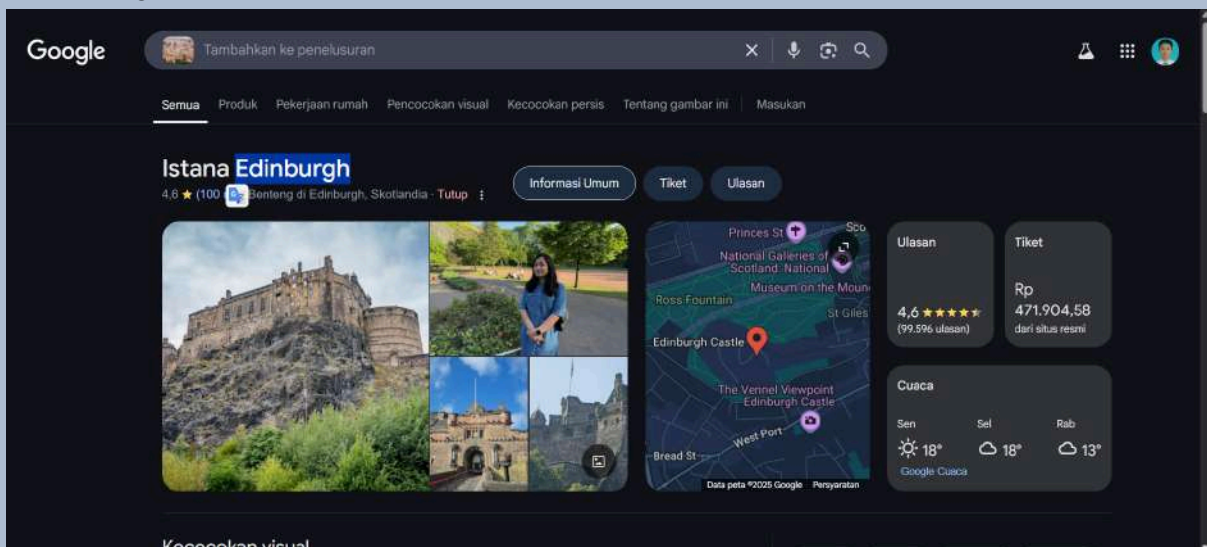 Google
Tambahkan ke penelusuran
Semua Produk Pekerjaan rumah Pencocokan visual Kecocokan persis Tentang gambar ini Masukan
Istana Edinburgh
4,6 ★ (100 Benteng di Edinburgh, Skotlandia · Tutup
Informasi Umum Tiket Ulasan
Princes St
Sco
National Galleries of
Scotland: National
Museum on the Moun
Ross Fountain
St Giles
Edinburgh Castle
The Vennel Viewpoint
Edinburgh Castle
West Port
Bread St
Data peta ©2025 Google Persyaratan
Ulasan
4,6 ★★★★★
(99.596 ulasan)
Tiket
Rp
471.904,58
dari situs resmi
Cuaca
Sen Sel Rab
18° 18° 13°
Google Cuaca
Kecocokan visual